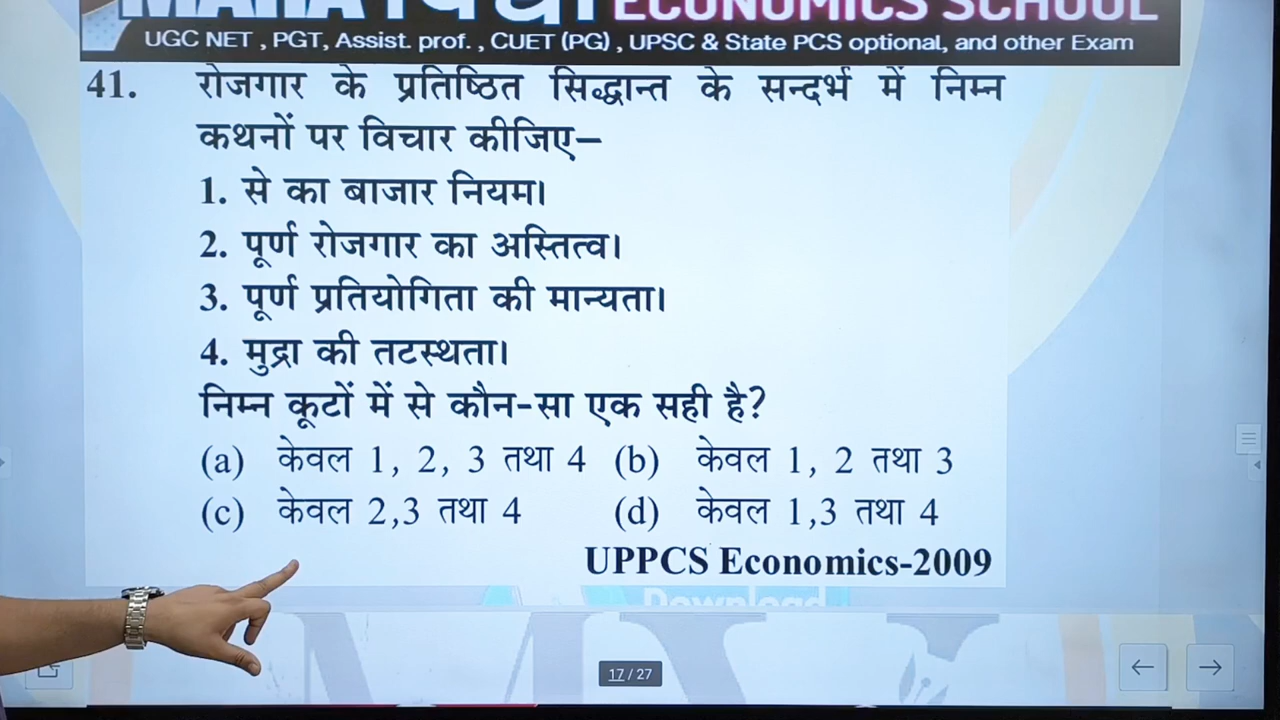 ECONOMICS SCHOOL
UGC NET , PGT, Assist. prof. , CUET (PG) , UPSC & State PCS optional, and other Exam
41. रोजगार के प्रतिष्ठित सिद्धान्त के सन्दर्भ में निम्न
कथनों पर विचार कीजिए–
1. से का बाजार नियम।
2. पूर्ण रोजगार का अस्तित्व।
3. पूर्ण प्रतियोगिता की मान्यता।
4. मुद्रा की तटस्थता।
निम्न कूटों में से कौन-सा एक सही है?
(a) केवल 1, 2, 3 तथा 4 (b) केवल 1, 2 तथा 3
(c) केवल 2,3 तथा 4 (d) केवल 1,3 तथा 4
UPPCS Economics-2009
Download
17 / 27